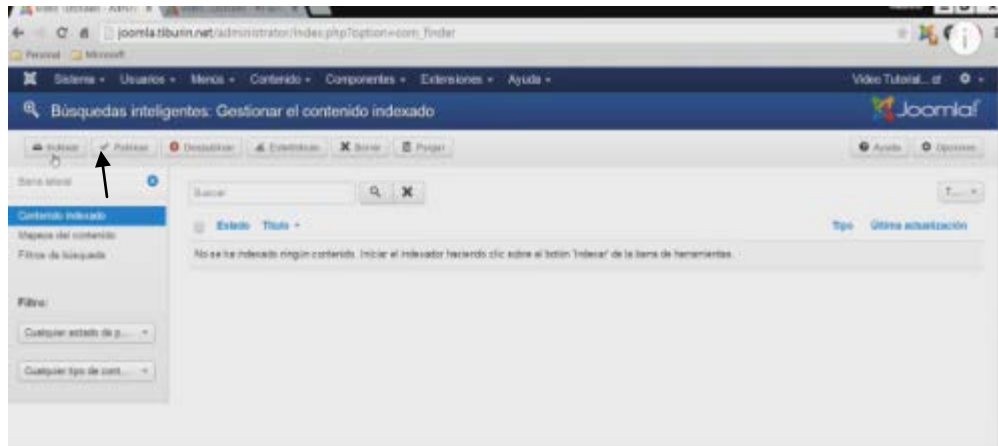 joomla.tiburin.net/administrator/index.php?option=com_finder
Personal Microsoft
Sistema Usuarios Menús Contenido Componentes Extensiones Ayuda Video Tutorial...
Búsquedas inteligentes: Gestionar el contenido indexado Joomla!
Indexar Publicar Despublicar Estadísticas Borrar Purgar Ayuda Opciones
Barra lateral
Buscar T...
Contenido indexado
Estado Título Tipo Última actualización
Mapeos del contenido
Filtros de búsqueda
No se ha indexado ningún contenido. Iniciar el indexador haciendo clic sobre el botón 'Indexar' de la barra de herramientas.
Filtro:
Cualquier estado de p...
Cualquier tipo de cont...